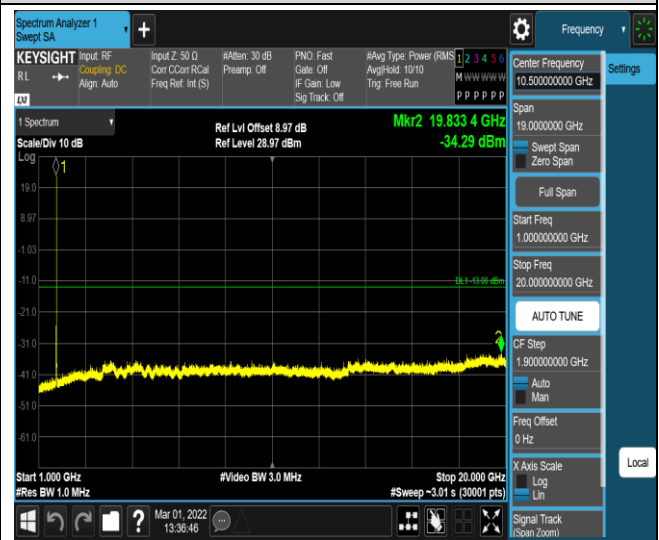 Spectrum Analyzer 1
Swept SA
+
Frequency
KEYSIGHT
RL
LXI
Input: RF
Coupling: DC
Align: Auto
Input Z: 50 Ω
Corr CCorr RCal
Freq Ref: Int (S)
#Atten: 30 dB
Preamp: Off
PNO: Fast
Gate: Off
IF Gain: Low
Sig Track: Off
#Avg Type: Power (RMS
Avg|Hold: 10/10
Trig: Free Run
1 2 3 4 5 6
M W W W W W
P P P P P P
1 Spectrum
Scale/Div 10 dB
Log
Ref Lvl Offset 8.97 dB
Ref Level 28.97 dBm
Mkr2 19.833 4 GHz
-34.29 dBm
1
19.0
8.97
-1.03
-11.0
-21.0
-31.0
-41.0
-51.0
-61.0
DL1 -13.00 dBm
2
Start 1.000 GHz
#Res BW 1.0 MHz
#Video BW 3.0 MHz
Stop 20.000 GHz
#Sweep ~3.01 s (30001 pts)
Center Frequency
10.500000000 GHz
Span
19.0000000 GHz
Swept Span
Zero Span
Full Span
Start Freq
1.000000000 GHz
Stop Freq
20.000000000 GHz
AUTO TUNE
CF Step
1.900000000 GHz
Auto
Man
Freq Offset
0 Hz
X Axis Scale
Log
Lin
Signal Track
(Span Zoom)
Settings
Local
?
Mar 01, 2022
13:36:46